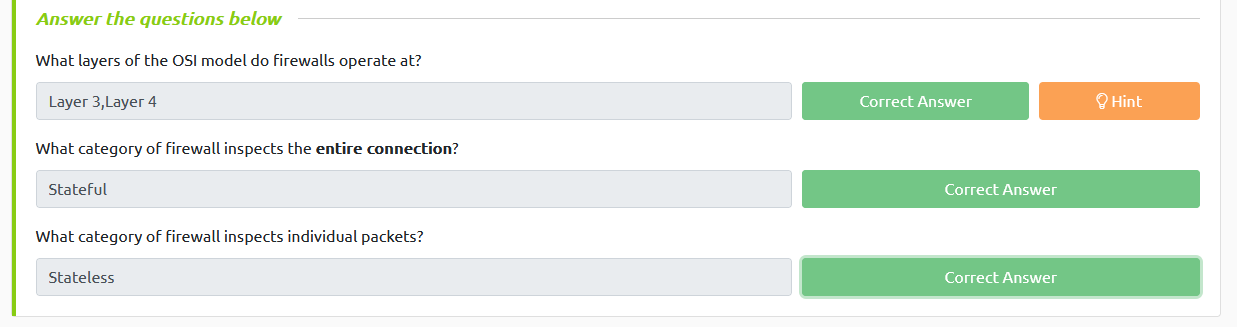 Answer the questions below
What layers of the OSI model do firewalls operate at?
Layer 3,Layer 4 Correct Answer Hint
What category of firewall inspects the entire connection?
Stateful Correct Answer
What category of firewall inspects individual packets?
Stateless Correct Answer